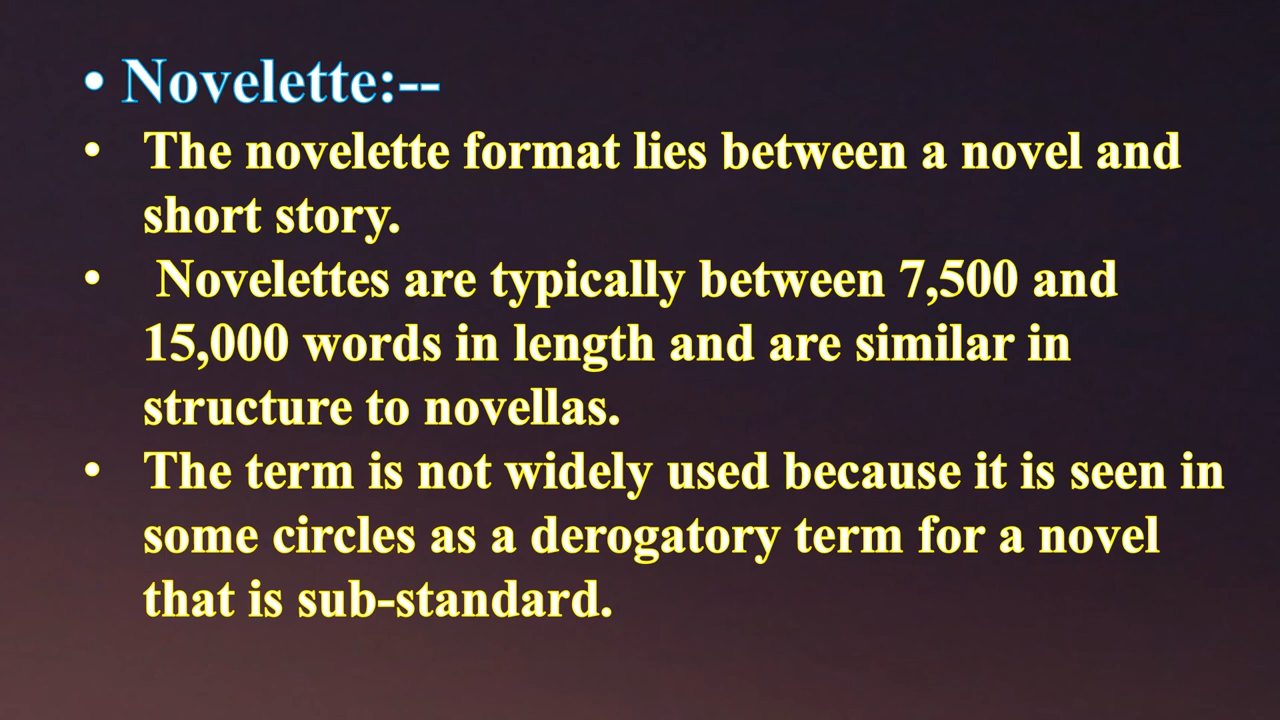 • Novelette:--
• The novelette format lies between a novel and
short story.
• Novelettes are typically between 7,500 and
15,000 words in length and are similar in
structure to novellas.
• The term is not widely used because it is seen in
some circles as a derogatory term for a novel
that is sub-standard.